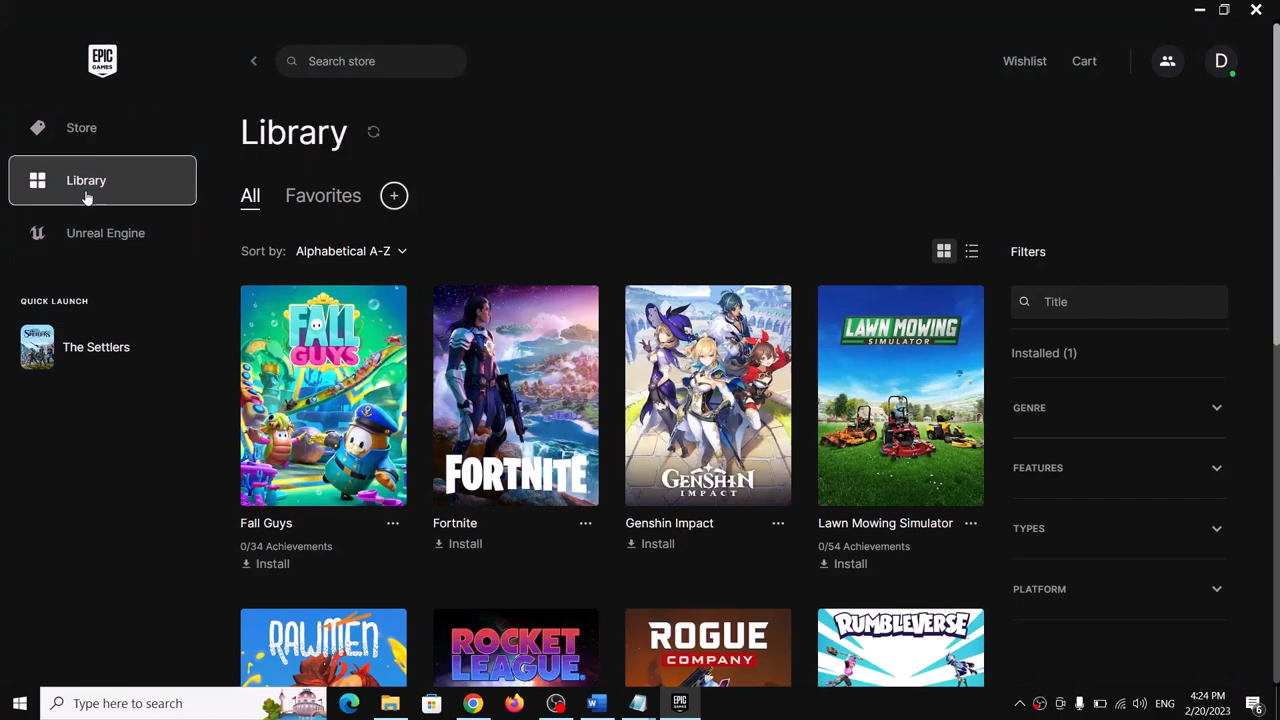 EPIC
GAMES
Search store
Wishlist
Cart
D
Store
Library
Unreal Engine
QUICK LAUNCH
The Settlers
Library
All
Favorites
+
Sort by: Alphabetical A-Z
Filters
Title
Installed (1)
GENRE
FEATURES
TYPES
PLATFORM
FALL
GUYS
FORTNITE
GENSHIN
IMPACT
LAWN MOWING
SIMULATOR
Fall Guys
Fortnite
Genshin Impact
Lawn Mowing Simulator
0/34 Achievements
Install
Install
Install
0/54 Achievements
Install
RAWMEN
ROCKET
LEAGUE
ROGUE
COMPANY
RUMBLEVERSE
Type here to search
ENG
4:24 PM
2/20/2023
6